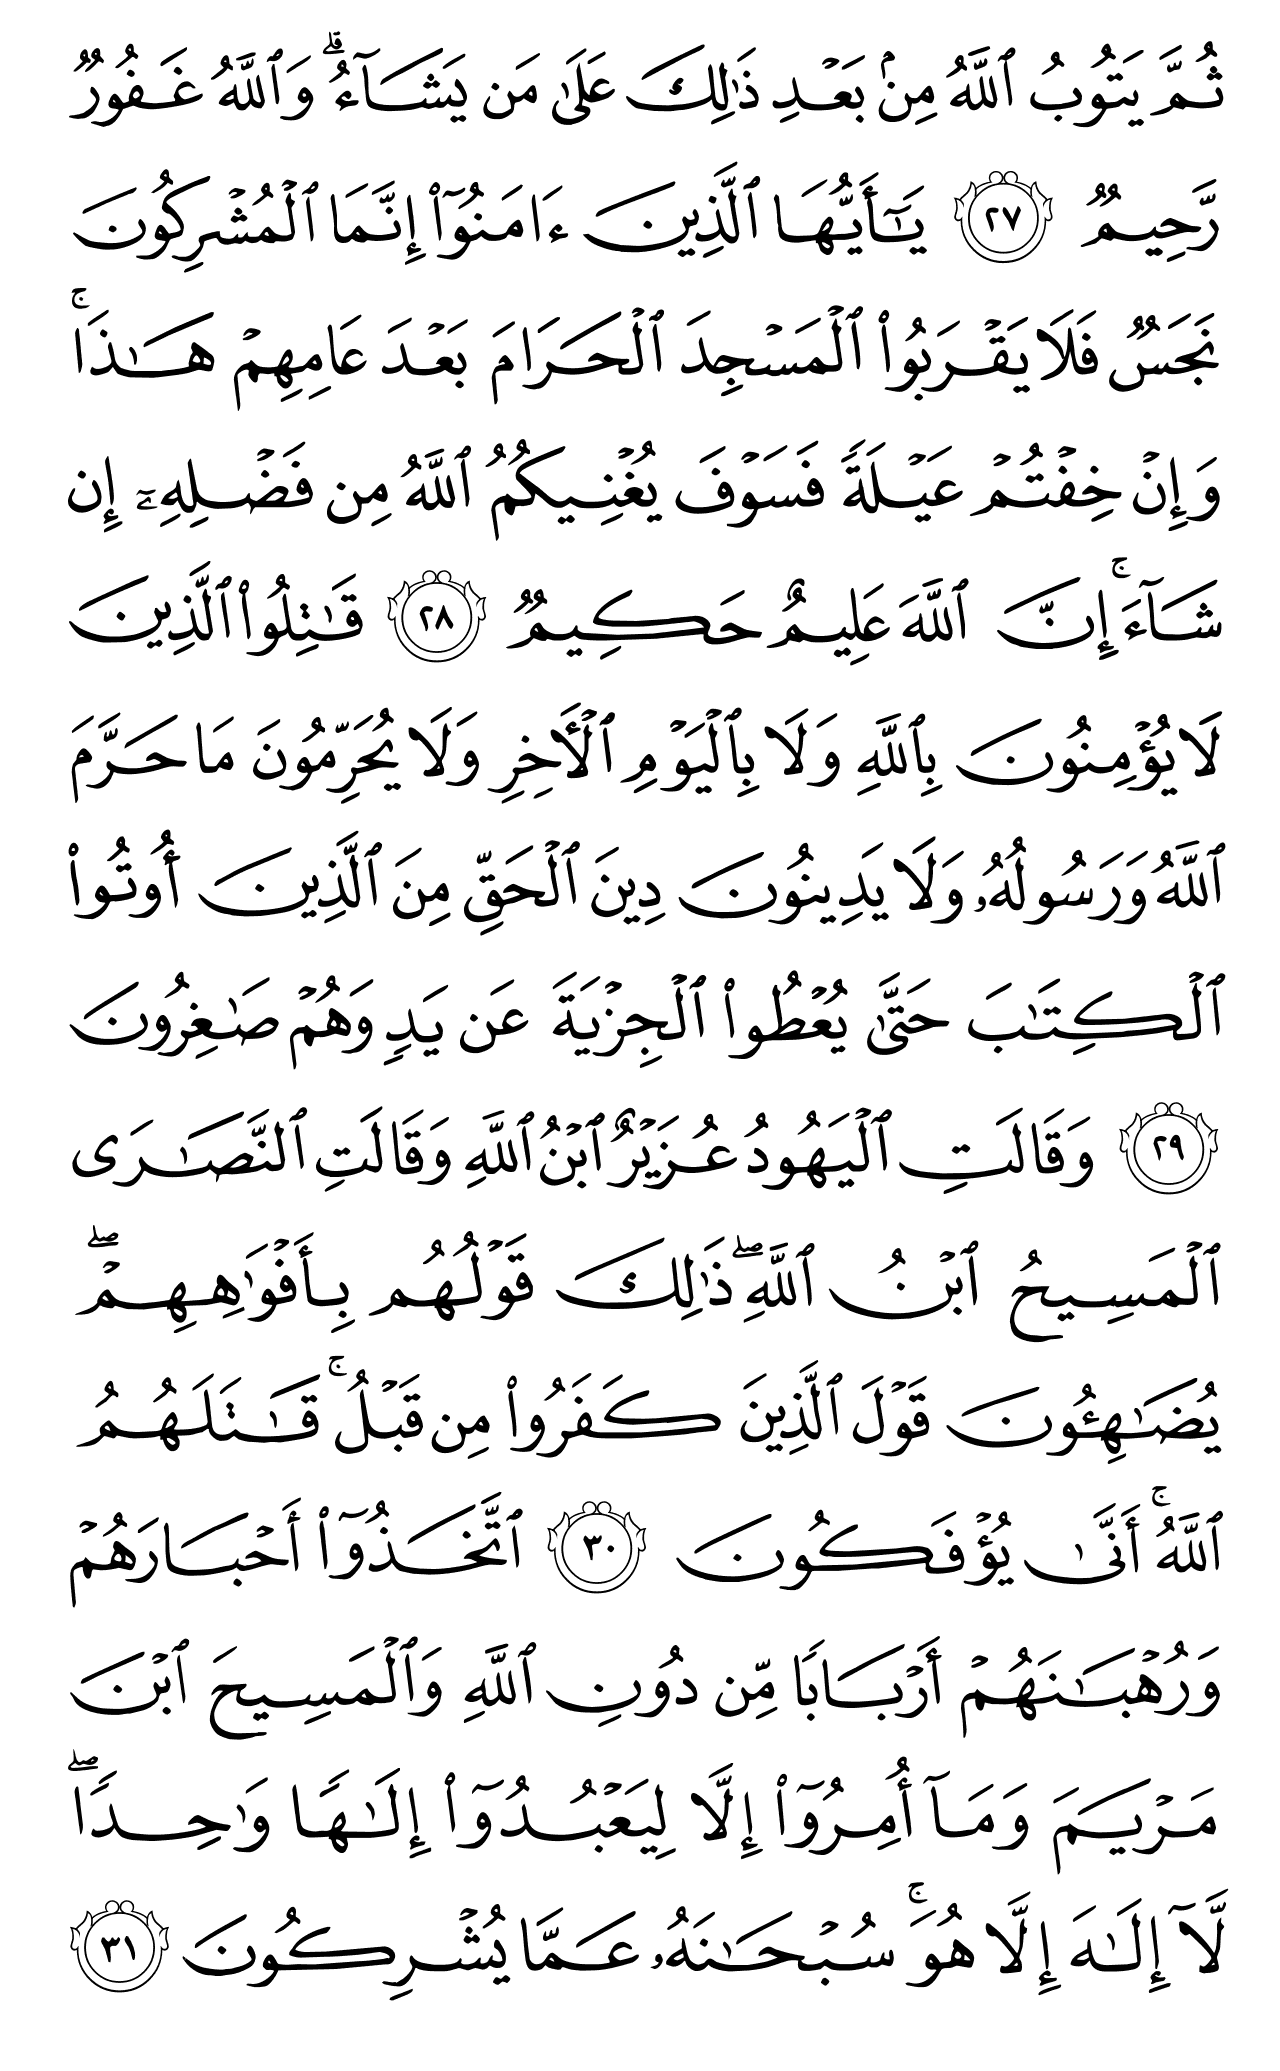 ثُمَّ يَتُوبُ ٱللَّهُ مِنۢ بَعۡدِ ذَٰلِكَ عَلَىٰ مَن يَشَآءُۗ وَٱللَّهُ غَفُورٞ
رَّحِيمٞ ٢٧ يَٰٓأَيُّهَا ٱلَّذِينَ ءَامَنُوٓاْ إِنَّمَا ٱلۡمُشۡرِكُونَ
نَجَسٞ فَلَا يَقۡرَبُواْ ٱلۡمَسۡجِدَ ٱلۡحَرَامَ بَعۡدَ عَامِهِمۡ هَٰذَاۚ
وَإِنۡ خِفۡتُمۡ عَيۡلَةٗ فَسَوۡفَ يُغۡنِيكُمُ ٱللَّهُ مِن فَضۡلِهِۦٓ إِن
شَآءَۚ إِنَّ ٱللَّهَ عَلِيمٌ حَكِيمٞ ٢٨ قَٰتِلُواْ ٱلَّذِينَ
لَا يُؤۡمِنُونَ بِٱللَّهِ وَلَا بِٱلۡيَوۡمِ ٱلۡأٓخِرِ وَلَا يُحَرِّمُونَ مَا حَرَّمَ
ٱللَّهُ وَرَسُولُهُۥ وَلَا يَدِينُونَ دِينَ ٱلۡحَقِّ مِنَ ٱلَّذِينَ أُوتُواْ
ٱلۡكِتَٰبَ حَتَّىٰ يُعۡطُواْ ٱلۡجِزۡيَةَ عَن يَدٖ وَهُمۡ صَٰغِرُونَ
٢٩ وَقَالَتِ ٱلۡيَهُودُ عُزَيۡرٌ ٱبۡنُ ٱللَّهِ وَقَالَتِ ٱلنَّصَٰرَى
ٱلۡمَسِيحُ ٱبۡنُ ٱللَّهِۖ ذَٰلِكَ قَوۡلُهُم بِأَفۡوَٰهِهِمۡۖ
يُضَٰهِـُٔونَ قَوۡلَ ٱلَّذِينَ كَفَرُواْ مِن قَبۡلُۚ قَٰتَلَهُمُ
ٱللَّهُۚ أَنَّىٰ يُؤۡفَكُونَ ٣٠ ٱتَّخَذُوٓاْ أَحۡبَارَهُمۡ
وَرُهۡبَٰنَهُمۡ أَرۡبَابٗا مِّن دُونِ ٱللَّهِ وَٱلۡمَسِيحَ ٱبۡنَ
مَرۡيَمَ وَمَآ أُمِرُوٓاْ إِلَّا لِيَعۡبُدُوٓاْ إِلَٰهٗا وَٰحِدٗاۖ
لَّآ إِلَٰهَ إِلَّا هُوَۚ سُبۡحَٰنَهُۥ عَمَّا يُشۡرِكُونَ ٣١